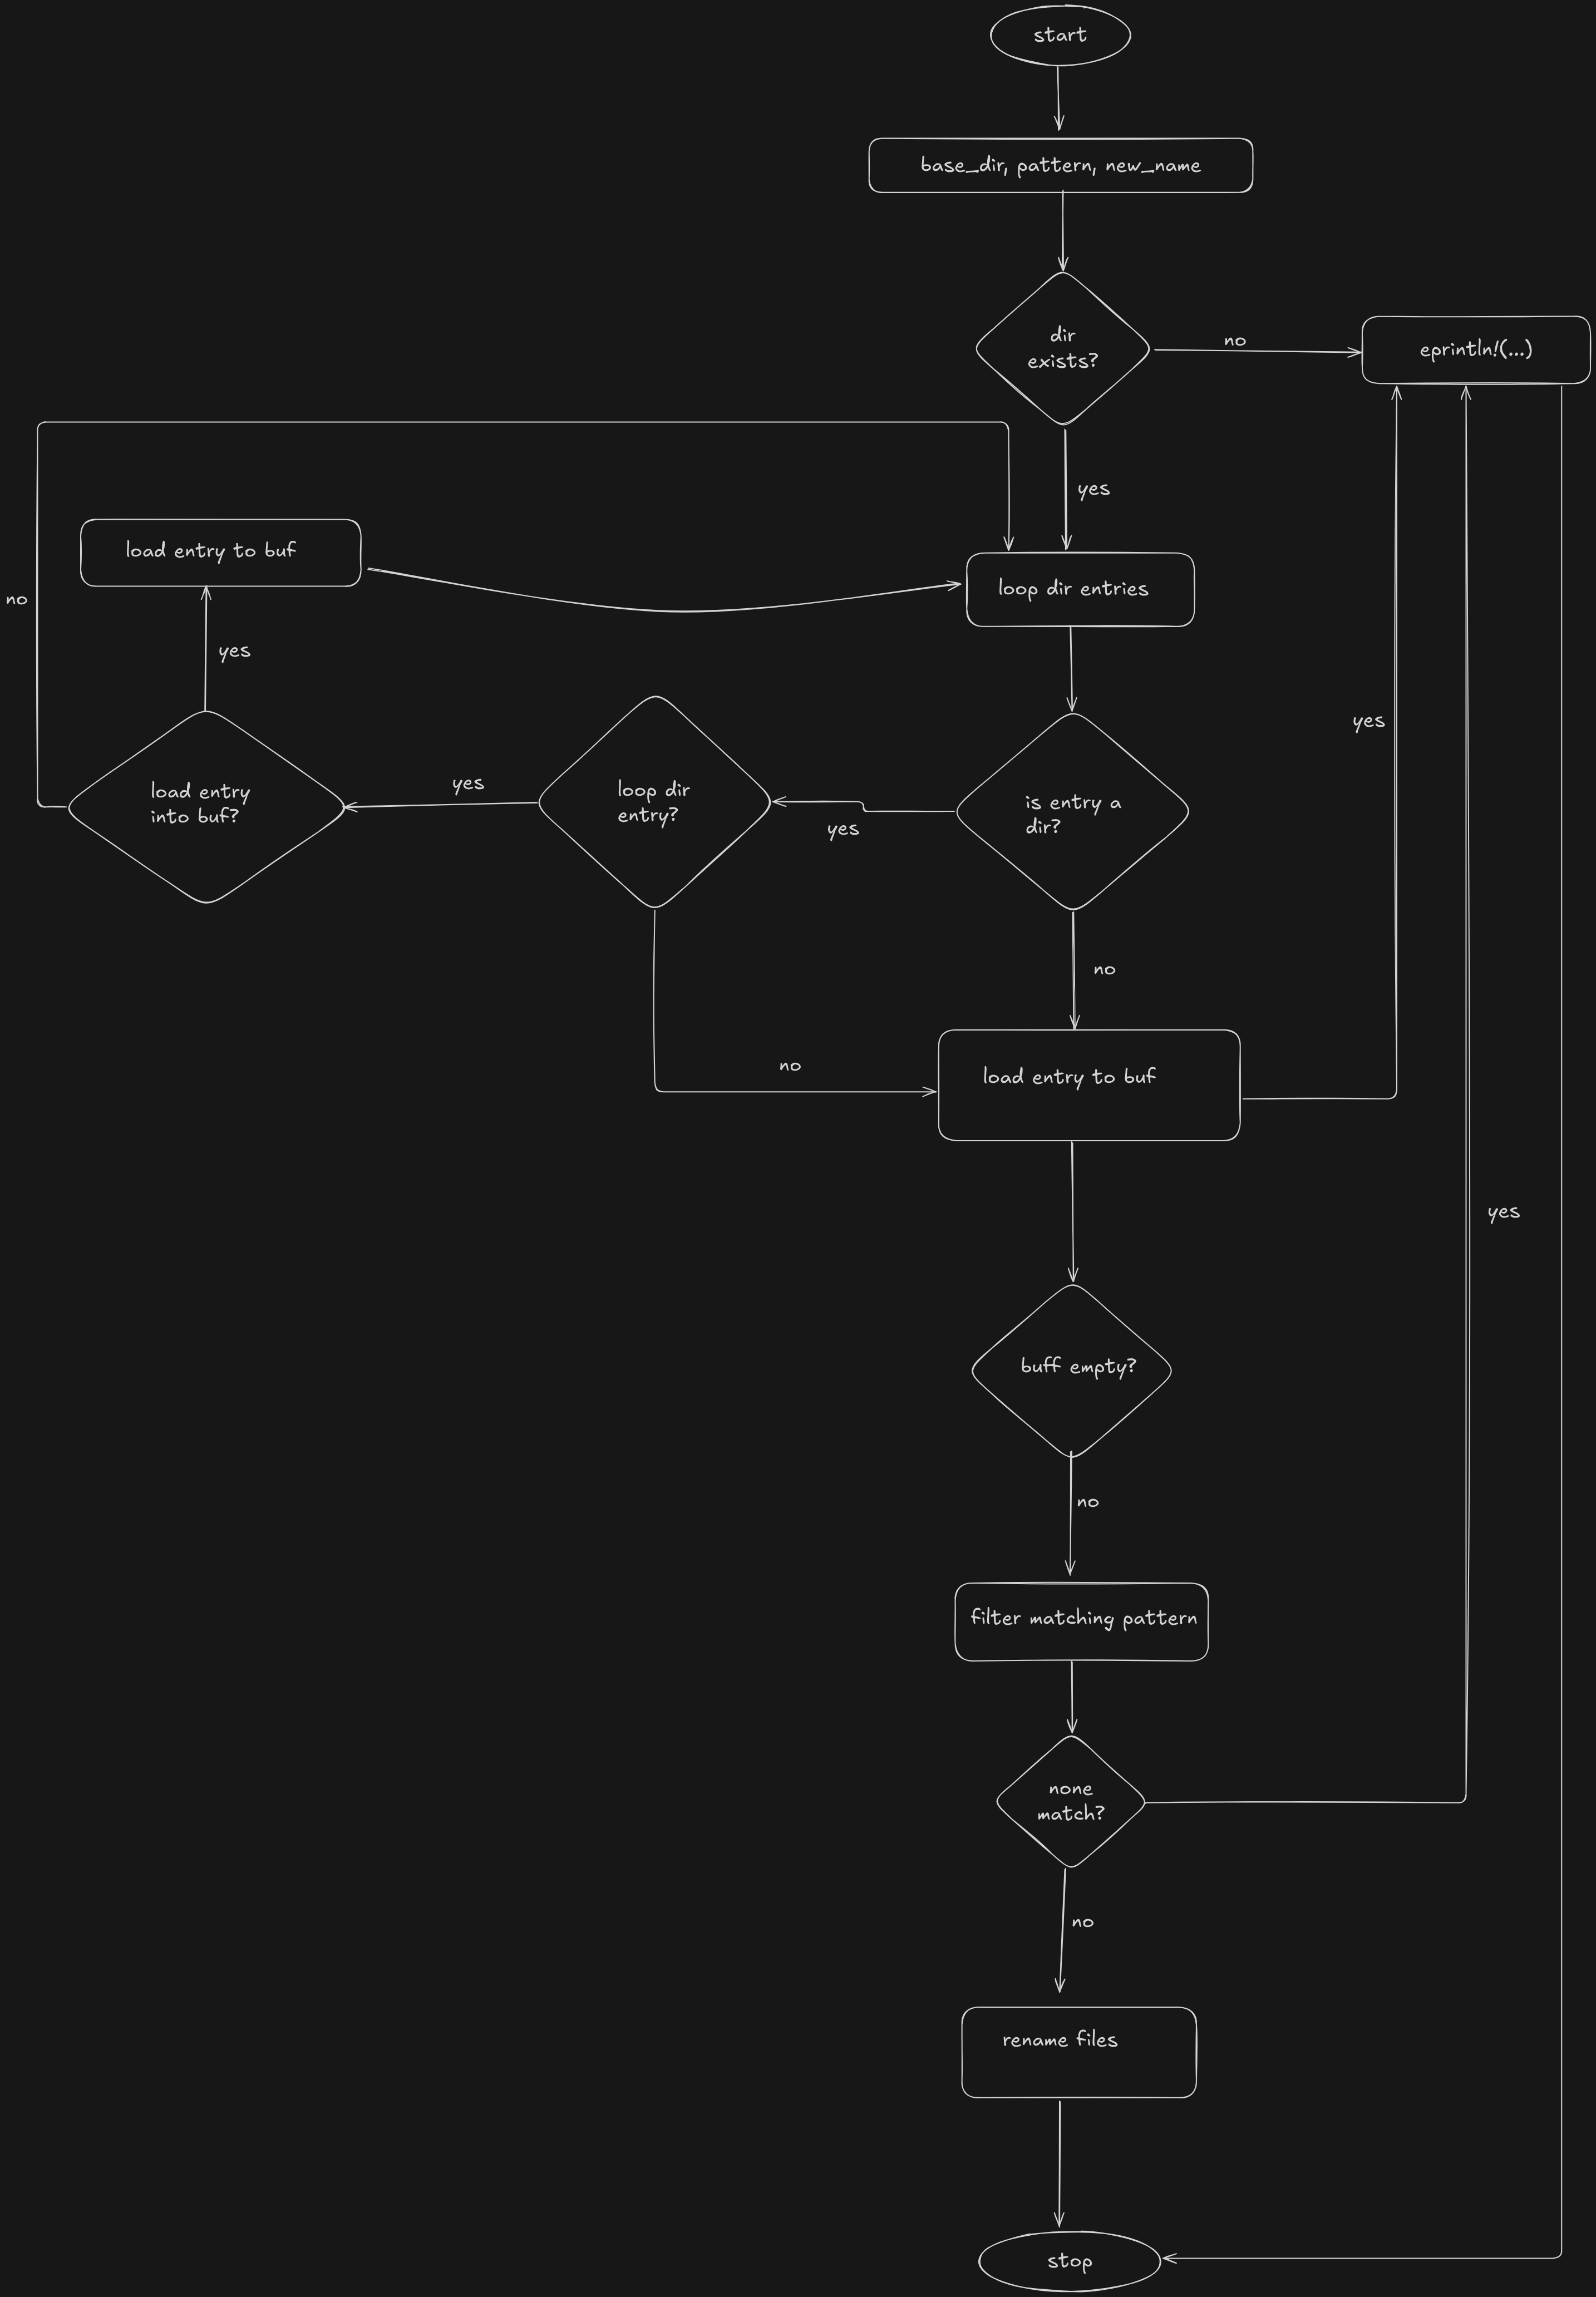 start
base_dir, pattern, new_name
dir
exists?
no
eprintln!(...)
yes
load entry to buf
loop dir entries
no
yes
yes
load entry
into buf?
yes
loop dir
entry?
yes
is entry a
dir?
no
no
load entry to buf
yes
buff empty?
no
filter matching pattern
none
match?
no
rename files
stop